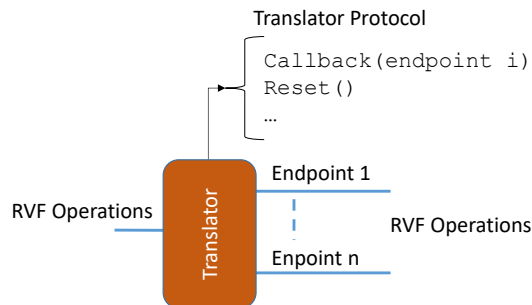 Translator Protocol
Callback(endpoint i)
Reset()
…
Endpoint 1
RVF Operations
Translator
RVF Operations
Enpoint n